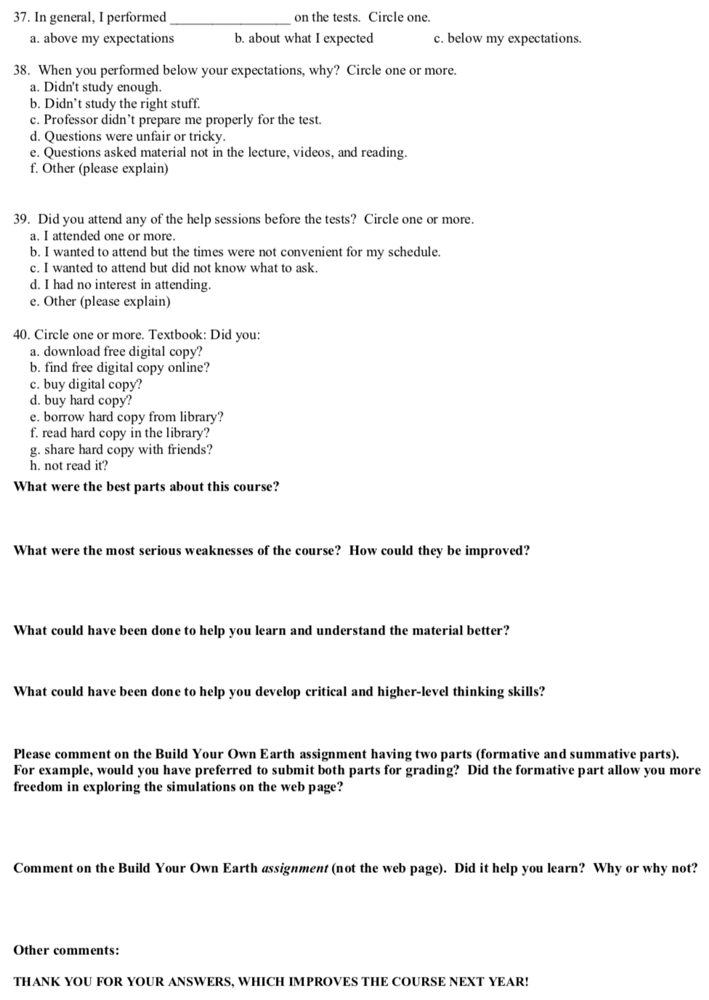 37. In general, I performed _________________ on the tests.  Circle one.
a. above my expectations b. about what I expected c. below my expectations.
38.  When you performed below your expectations, why?  Circle one or more.
a. Didn't study enough.
b. Didn’t study the right stuff.
c. Professor didn’t prepare me properly for the test.
d. Questions were unfair or tricky.
e. Questions asked material not in the lecture, videos, and reading.
f. Other (please explain)
39.  Did you attend any of the help sessions before the tests?  Circle one or more.
a. I attended one or more.
b. I wanted to attend but the times were not convenient for my schedule.
c. I wanted to attend but did not know what to ask.
d. I had no interest in attending.
e. Other (please explain)
40. Circle one or more. Textbook: Did you:
a. download free digital copy?
b. find free digital copy online?
c. buy digital copy?
d. buy hard copy?
e. borrow hard copy from library?
f. read hard copy in the library?
g. share hard copy with friends?
h. not read it?
What were the best parts about this course?
What were the most serious weaknesses of the course?  How could they be improved?
What could have been done to help you learn and understand the material better?
What could have been done to help you develop critical and higher-level thinking skills?
Please comment on the Build Your Own Earth assignment having two parts (formative and summative parts).
For example, would you have preferred to submit both parts for grading?  Did the formative part allow you more
freedom in exploring the simulations on the web page?
Comment on the Build Your Own Earth assignment (not the web page).  Did it help you learn?  Why or why not?
Other comments:
THANK YOU FOR YOUR ANSWERS, WHICH IMPROVES THE COURSE NEXT YEAR!